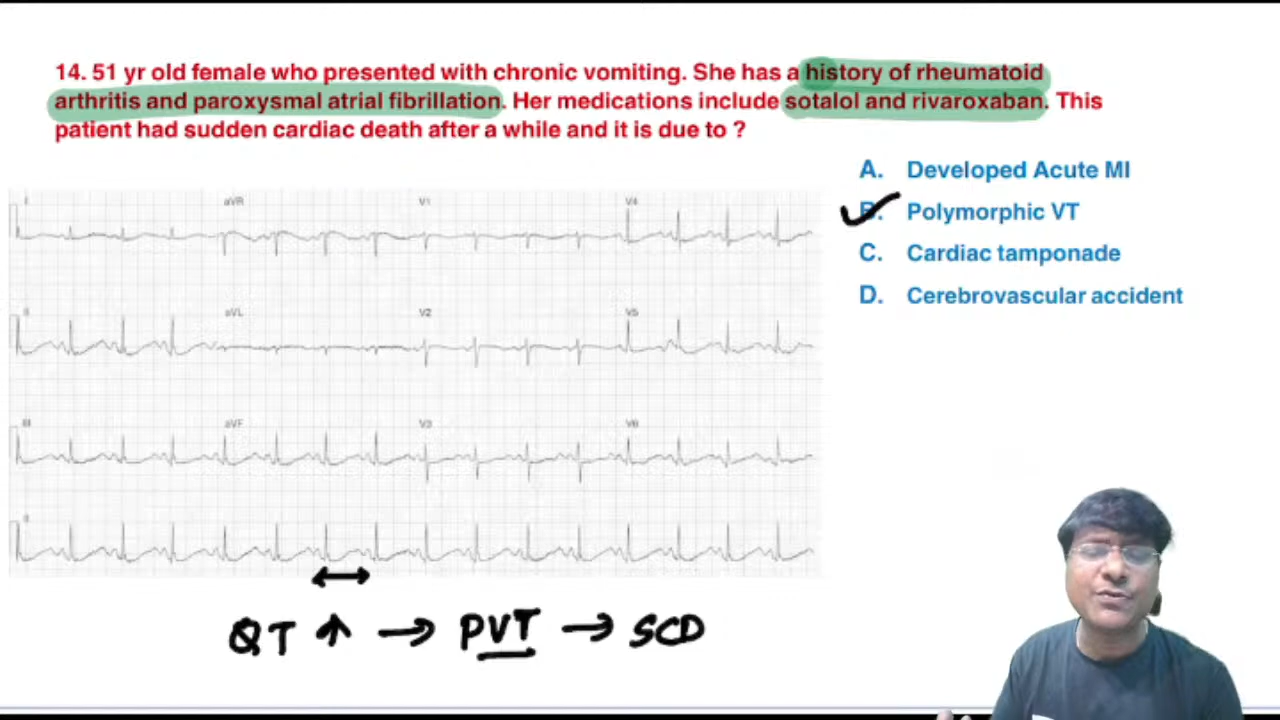 14. 51 yr old female who presented with chronic vomiting. She has a history of rheumatoid
arthritis and paroxysmal atrial fibrillation. Her medications include sotalol and rivaroxaban. This
patient had sudden cardiac death after a while and it is due to ?
A. Developed Acute MI
B. Polymorphic VT
C. Cardiac tamponade
D. Cerebrovascular accident
I aVR V1 V4
II aVL V2 V5
III aVF V3 V6
II
QT ↑ → PVT → SCD